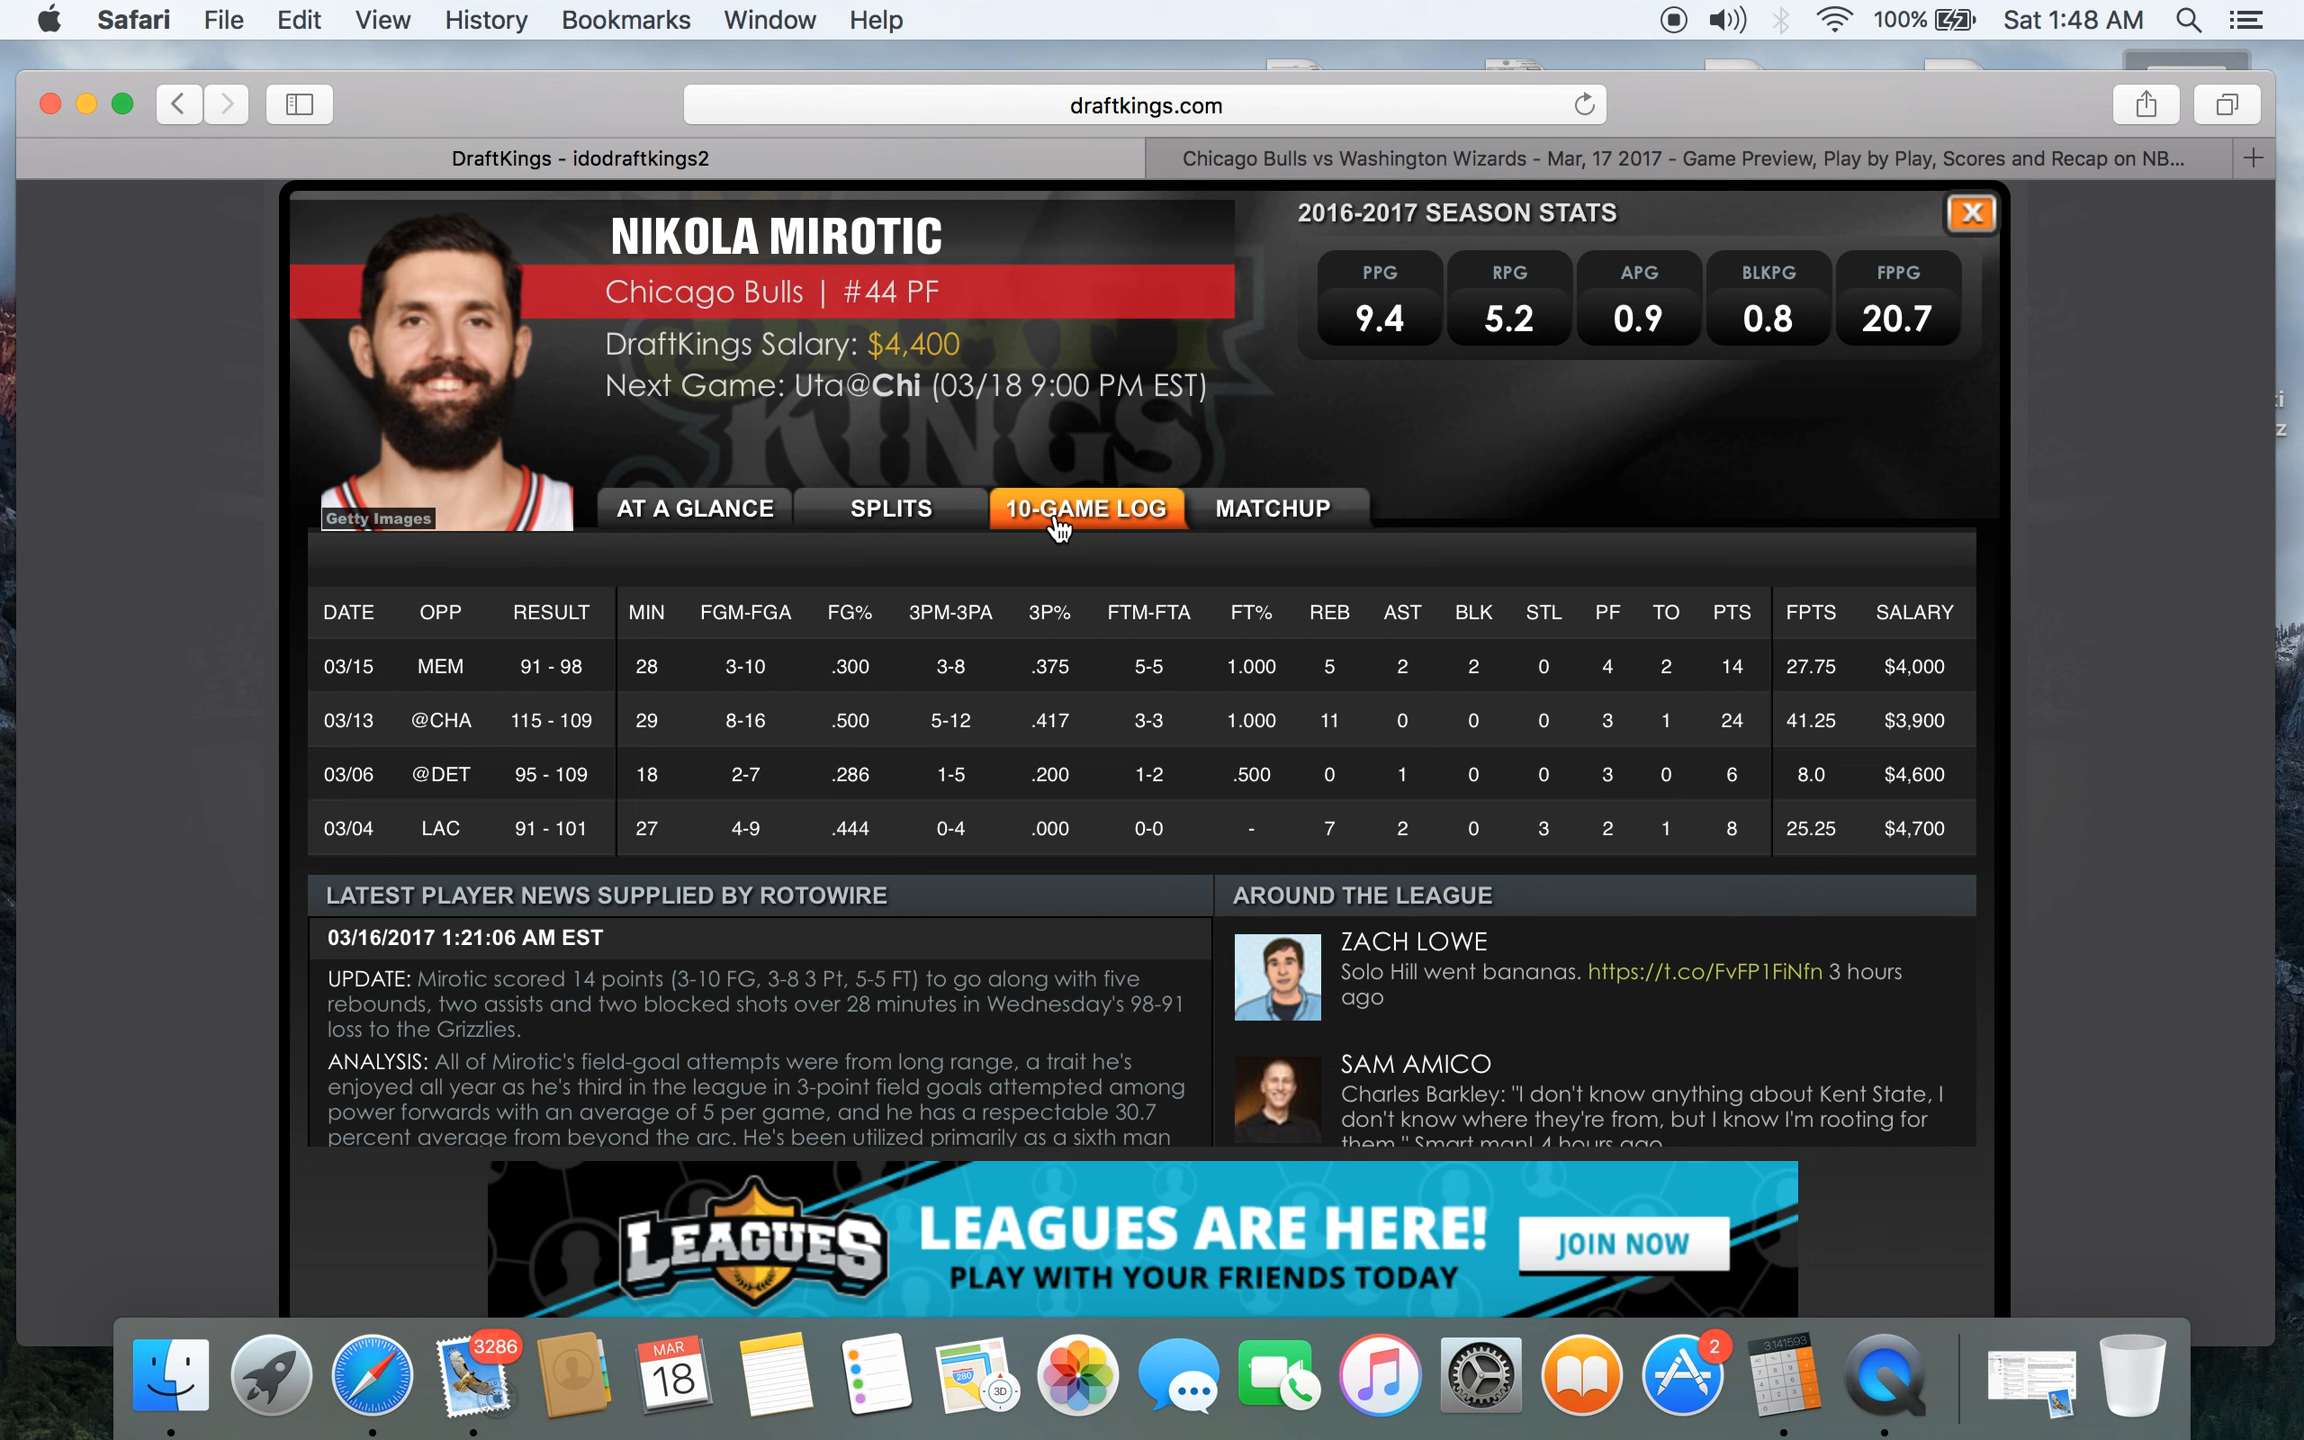 Safari File Edit View History Bookmarks Window Help 100% Sat 1:48 AM
draftkings.com
DraftKings - idodraftkings2
Chicago Bulls vs Washington Wizards - Mar, 17 2017 - Game Preview, Play by Play, Scores and Recap on NB...
NIKOLA MIROTIC
Chicago Bulls | #44 PF
DraftKings Salary: $4,400
Next Game: Uta@Chi (03/18 9:00 PM EST)
KINGS
Getty Images
2016-2017 SEASON STATS
X
PPG RPG APG BLKPG FPPG
9.4 5.2 0.9 0.8 20.7
AT A GLANCE SPLITS 10-GAME LOG MATCHUP
DATE OPP RESULT MIN FGM-FGA FG% 3PM-3PA 3P% FTM-FTA FT% REB AST BLK STL PF TO PTS FPTS SALARY
03/15 MEM 91 - 98 28 3-10 .300 3-8 .375 5-5 1.000 5 2 2 0 4 2 14 27.75 $4,000
03/13 @CHA 115 - 109 29 8-16 .500 5-12 .417 3-3 1.000 11 0 0 0 3 1 24 41.25 $3,900
03/06 @DET 95 - 109 18 2-7 .286 1-5 .200 1-2 .500 0 1 0 0 3 0 6 8.0 $4,600
03/04 LAC 91 - 101 27 4-9 .444 0-4 .000 0-0 - 7 2 0 3 2 1 8 25.25 $4,700
LATEST PLAYER NEWS SUPPLIED BY ROTOWIRE
03/16/2017 1:21:06 AM EST
UPDATE: Mirotic scored 14 points (3-10 FG, 3-8 3 Pt, 5-5 FT) to go along with five
rebounds, two assists and two blocked shots over 28 minutes in Wednesday's 98-91
loss to the Grizzlies.
ANALYSIS: All of Mirotic's field-goal attempts were from long range, a trait he's
enjoyed all year as he's third in the league in 3-point field goals attempted among
power forwards with an average of 5 per game, and he has a respectable 30.7
percent average from beyond the arc. He's been utilized primarily as a sixth man
AROUND THE LEAGUE
ZACH LOWE
Solo Hill went bananas. https://t.co/FvFP1FiNfn 3 hours
ago
SAM AMICO
Charles Barkley: "I don't know anything about Kent State, I
don't know where they're from, but I know I'm rooting for
them." Smart man! 4 hours ago
LEAGUES
LEAGUES ARE HERE!
PLAY WITH YOUR FRIENDS TODAY
JOIN NOW
3286
MAR
18
280
3D
2
3.141593